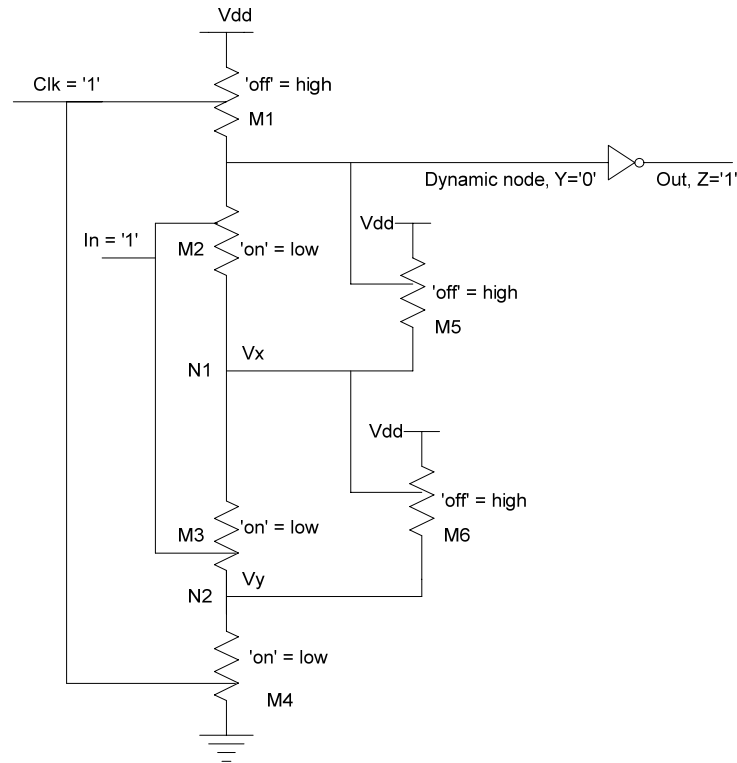 Vdd
Clk = '1'
'off' = high
M1
Dynamic node, Y='0'
Out, Z='1'
In = '1'
M2
'on' = low
Vdd
'off' = high
M5
Vx
N1
Vdd
'off' = high
M6
M3
'on' = low
Vy
N2
'on' = low
M4